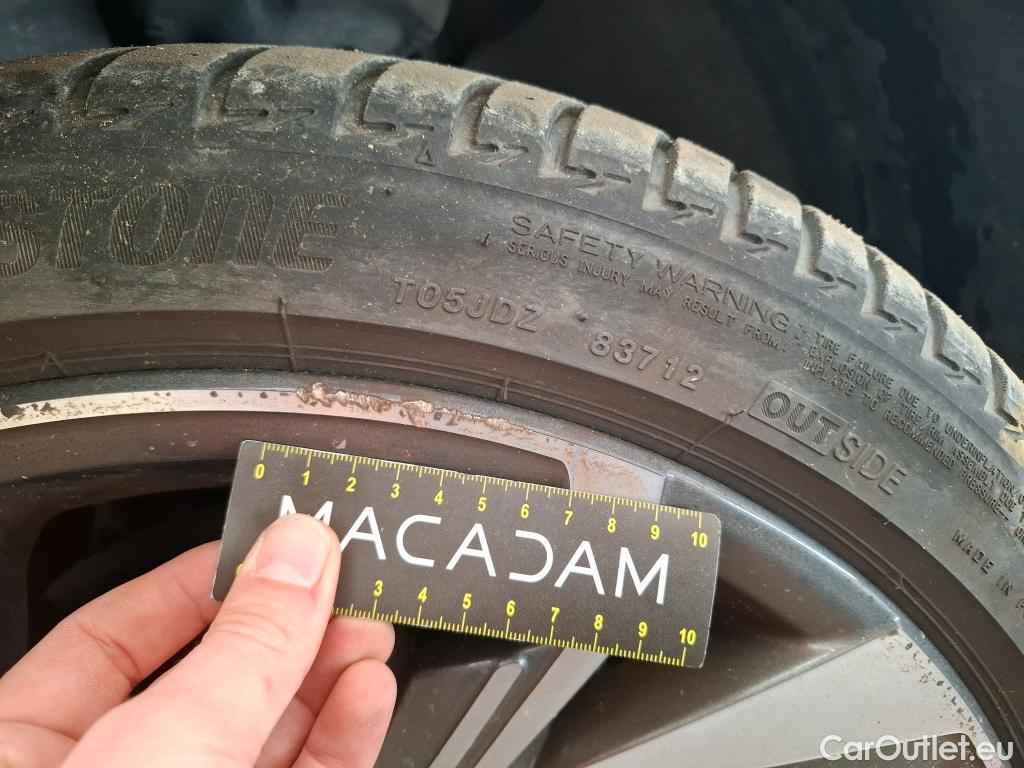 STONE
SAFETY WARNING:
SERIOUS INJURY MAY RESULT FROM:
- TIRE FAILURE DUE TO UNDERINFLATION
- EXPLOSION OF TIRE/RIM ASSEMBLY DUE
INFLATE TO RECOMMENDED PRESSURE
T05JDZ
83712
OUTSIDE
MADE IN
0 1 2 3 4 5 6 7 8 9 10
MACADAM
3 4 5 6 7 8 9 10
CarOutlet.eu